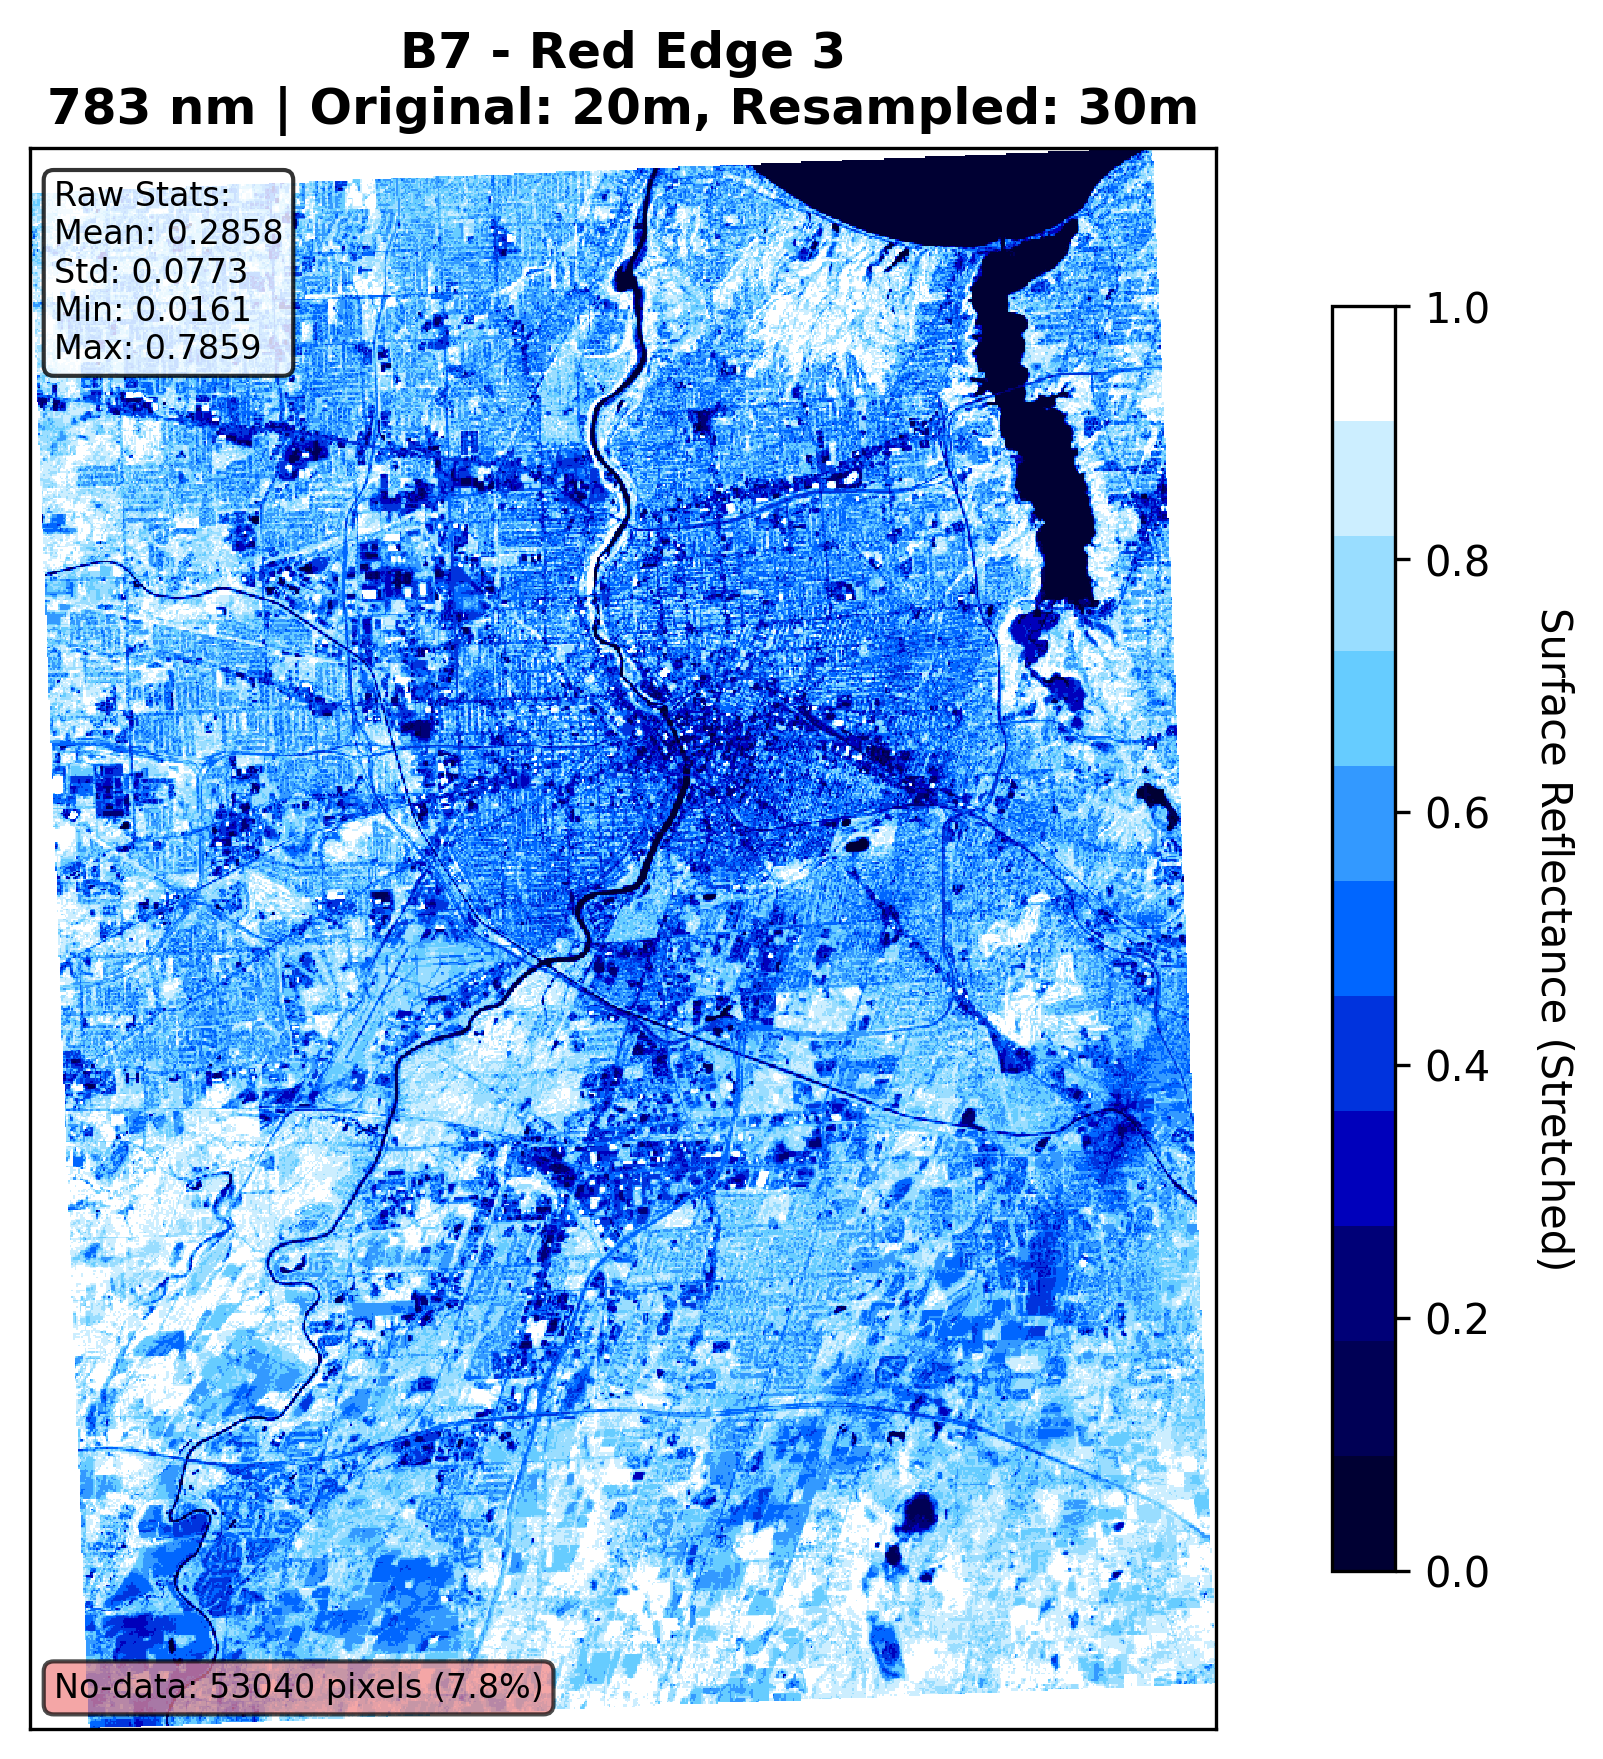 B7 - Red Edge 3
783 nm | Original: 20m, Resampled: 30m
Raw Stats:
Mean: 0.2858
Std: 0.0773
Min: 0.0161
Max: 0.7859
No-data: 53040 pixels (7.8%)
1.0
0.8
0.6
0.4
0.2
0.0
Surface Reflectance (Stretched)